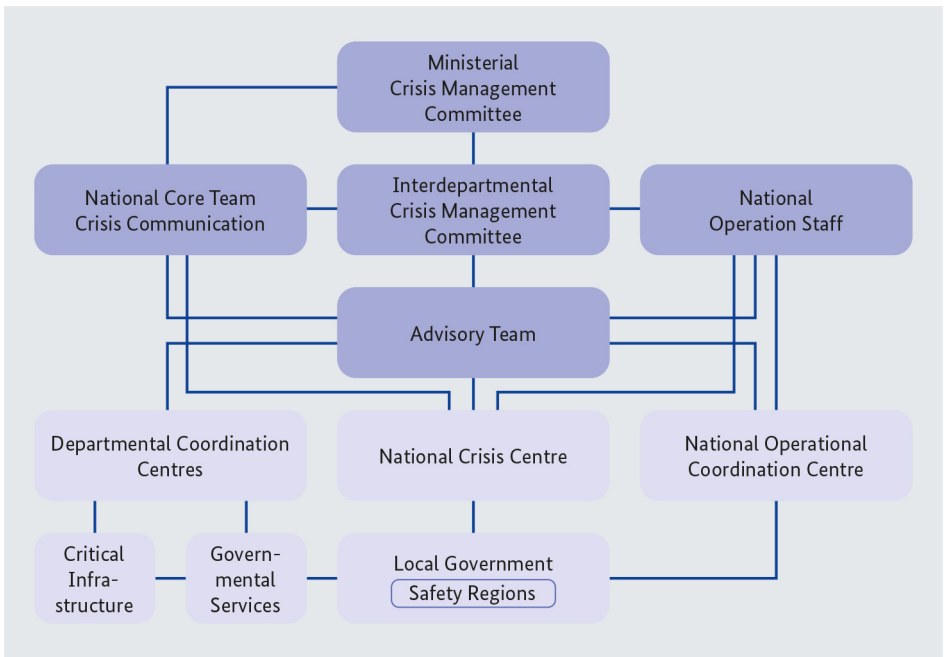 Ministerial
Crisis Management
Committee
National Core Team
Crisis Communication
Interdepartmental
Crisis Management
Committee
National
Operation Staff
Advisory Team
Departmental Coordination
Centres
National Crisis Centre
National Operational
Coordination Centre
Critical
Infra-
structure
Govern-
mental
Services
Local Government
Safety Regions